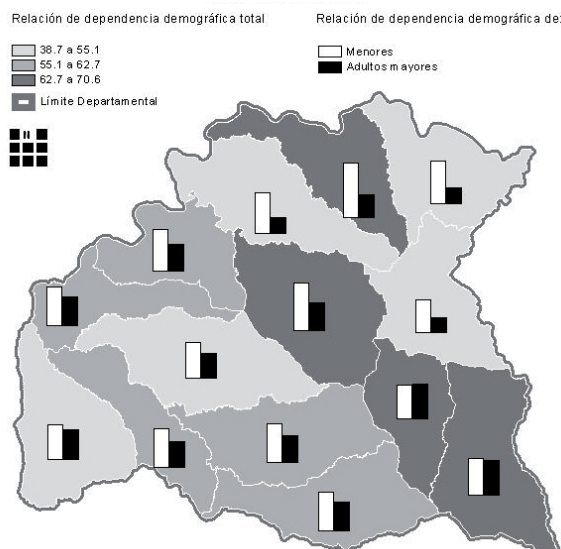 Relación de dependencia demográfica total
38.7 a 55.1
55.1 a 62.7
62.7 a 70.6
Límite Departamental
Relación de dependencia demográfica de:
Menores
Adultos mayores